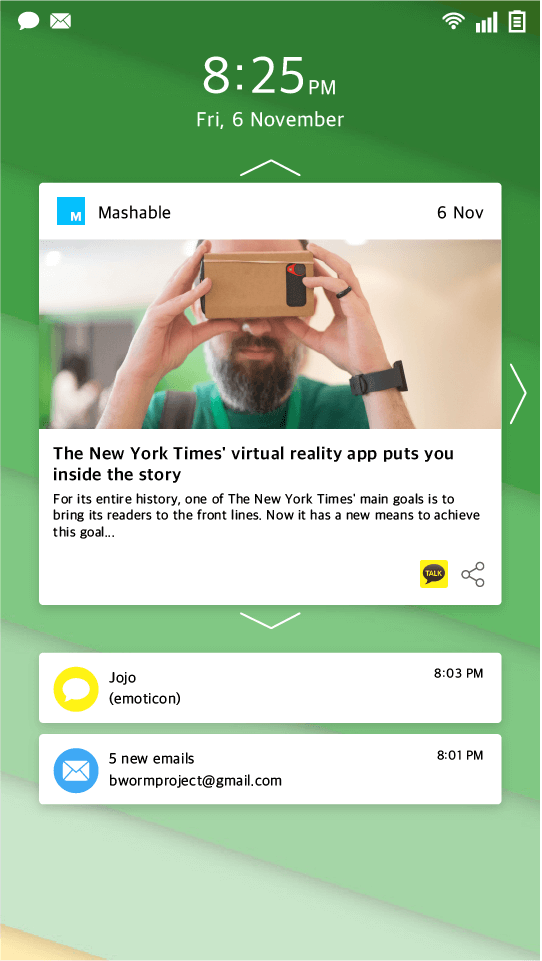 8:25 PM
Fri, 6 November
M Mashable 6 Nov
The New York Times' virtual reality app puts you
inside the story
For its entire history, one of The New York Times' main goals is to
bring its readers to the front lines. Now it has a new means to achieve
this goal...
TALK
Jojo 8:03 PM
(emoticon)
5 new emails 8:01 PM
bwormproject@gmail.com